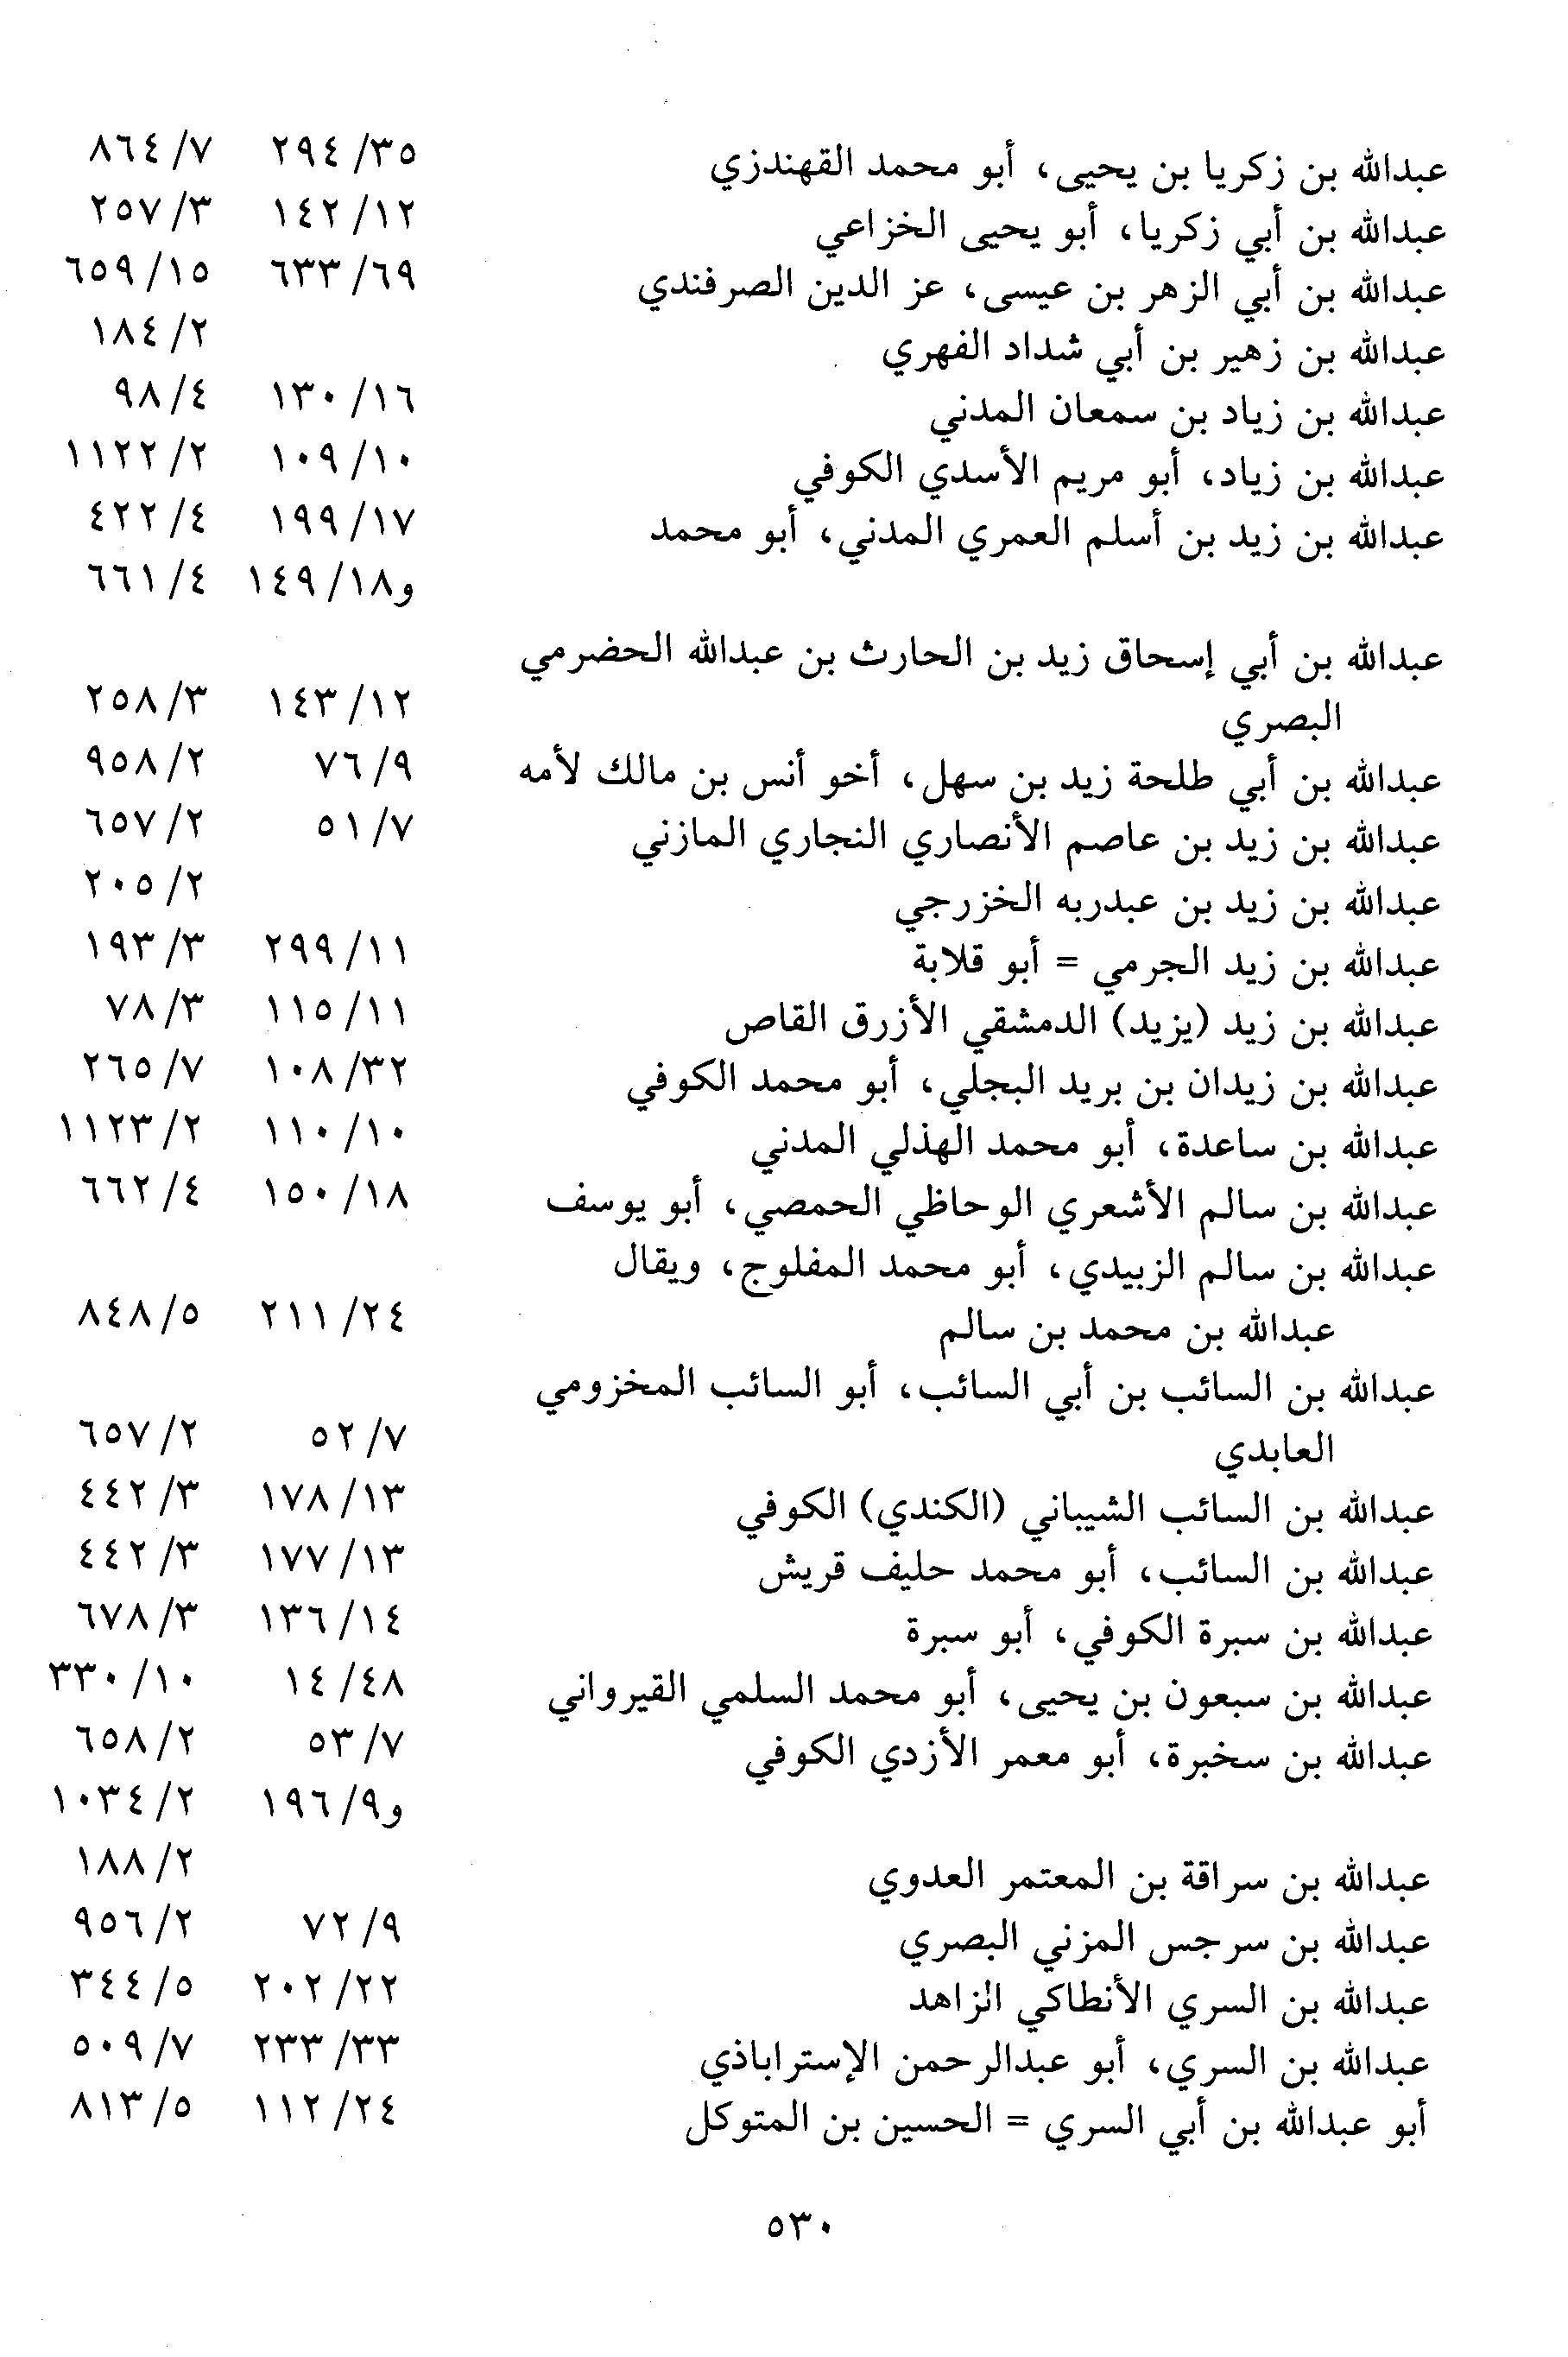 عبدالله بن زكريا بن يحيى، أبو محمد القهندزي ٣٥/ ٢٩٤ ٧/ ٨٦٤
عبدالله بن أبي زكريا، أبو يحيى الخزاعي ١٢/ ١٤٢ ٣/ ٢٥٧
عبدالله بن أبي الزهر بن عيسى، عز الدين الصرفندي ٦٩/ ٦٣٣ ١٥/ ٦٥٩
عبدالله بن زهير بن أبي شداد الفهري ٢/ ١٨٤
عبدالله بن زياد بن سمعان المدني ١٦/ ١٣٠ ٤/ ٩٨
عبدالله بن زياد، أبو مريم الأسدي الكوفي ١٠/ ١٠٩ ٢/ ١١٢٢
عبدالله بن زيد بن أسلم العمري المدني، أبو محمد ١٧/ ١٩٩ ٤/ ٤٢٢
و١٨/ ١٤٩ ٤/ ٦٦١
عبدالله بن أبي إسحاق زيد بن الحارث بن عبدالله الحضرمي
البصري ١٢/ ١٤٣ ٣/ ٢٥٨
عبدالله بن أبي طلحة زيد بن سهل، أخو أنس بن مالك لأمه ٩/ ٧٦ ٢/ ٩٥٨
عبدالله بن زيد بن عاصم الأنصاري النجاري المازني ٧/ ٥١ ٢/ ٦٥٧
عبدالله بن زيد بن عبدربه الخزرجي ٢/ ٢٠٥
عبدالله بن زيد الجرمي = أبو قلابة ١١/ ٢٩٩ ٣/ ١٩٣
عبدالله بن زيد (يزيد) الدمشقي الأزرق القاص ١١/ ١١٥ ٣/ ٧٨
عبدالله بن زيدان بن بريد البجلي، أبو محمد الكوفي ٣٢/ ١٠٨ ٧/ ٢٦٥
عبدالله بن ساعدة، أبو محمد الهذلي المدني ١٠/ ١١٠ ٢/ ١١٢٣
عبدالله بن سالم الأشعري الوحاظي الحمصي، أبو يوسف ١٨/ ١٥٠ ٤/ ٦٦٢
عبدالله بن سالم الزبيدي، أبو محمد المفلوج، ويقال
عبدالله بن محمد بن سالم ٢٤/ ٢١١ ٥/ ٨٤٨
عبدالله بن السائب بن أبي السائب، أبو السائب المخزومي
العابدي ٧/ ٥٢ ٢/ ٦٥٧
عبدالله بن السائب الشيباني (الكندي) الكوفي ١٣/ ١٧٨ ٣/ ٤٤٢
عبدالله بن السائب، أبو محمد حليف قريش ١٣/ ١٧٧ ٣/ ٤٤٢
عبدالله بن سبرة الكوفي، أبو سبرة ١٤/ ١٣٦ ٣/ ٦٧٨
عبدالله بن سبعون بن يحيى، أبو محمد السلمي القيرواني ٤٨/ ١٤ ١٠/ ٣٣٠
عبدالله بن سخبرة، أبو معمر الأزدي الكوفي ٧/ ٥٣ ٢/ ٦٥٨
و٩/ ١٩٦ ٢/ ١٠٣٤
عبدالله بن سراقة بن المعتمر العدوي ٢/ ١٨٨
عبدالله بن سرجس المزني البصري ٩/ ٧٢ ٢/ ٩٥٦
عبدالله بن السري الأنطاكي الزاهد ٢٢/ ٢٠٢ ٥/ ٣٤٤
عبدالله بن السري، أبو عبدالرحمن الإستراباذي ٣٣/ ٢٣٣ ٧/ ٥٠٩
أبو عبدالله بن أبي السري = الحسين بن المتوكل ٢٤/ ١١٢ ٥/ ٨١٣
٥٣٠